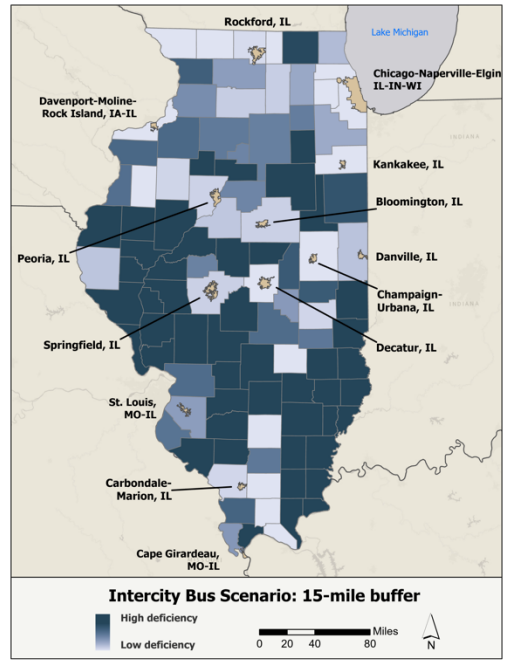 Rockford, IL
Lake Michigan
Chicago-Naperville-Elgin
IL-IN-WI
Davenport-Moline-
Rock Island, IA-IL
INDIANA
Kankakee, IL
Bloomington, IL
Peoria, IL
Danville, IL
Champaign-
Urbana, IL
INDIANA
Springfield, IL
Decatur, IL
St. Louis,
MO-IL
Carbondale-
Marion, IL
Cape Girardeau,
MO-IL
Intercity Bus Scenario: 15-mile buffer
High deficiency
Low deficiency
Miles
0 20 40 80
N